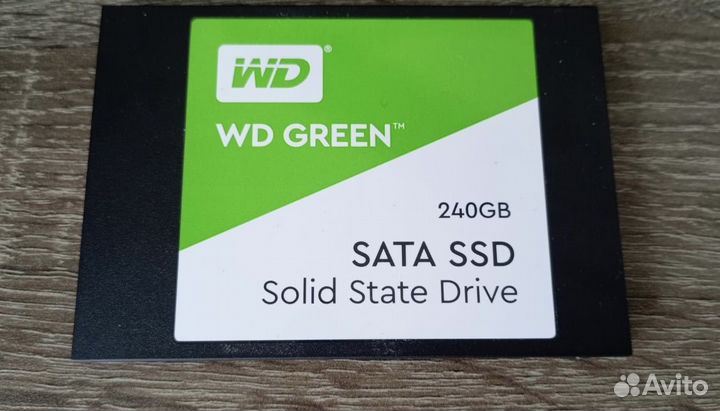 WD®
WD GREEN™
240GB
SATA SSD
Solid State Drive
Avito